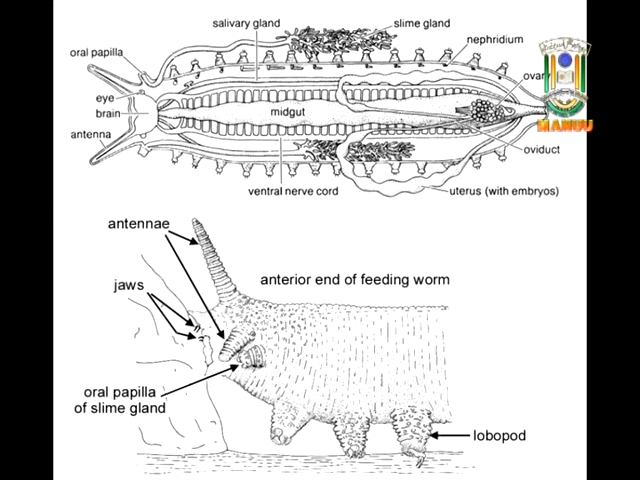 salivary gland
slime gland
oral papilla
nephridium
ovary
eye
brain
midgut
antenna
oviduct
ventral nerve cord
uterus (with embryos)
MANUU
antennae
anterior end of feeding worm
jaws
oral papilla
of slime gland
lobopod